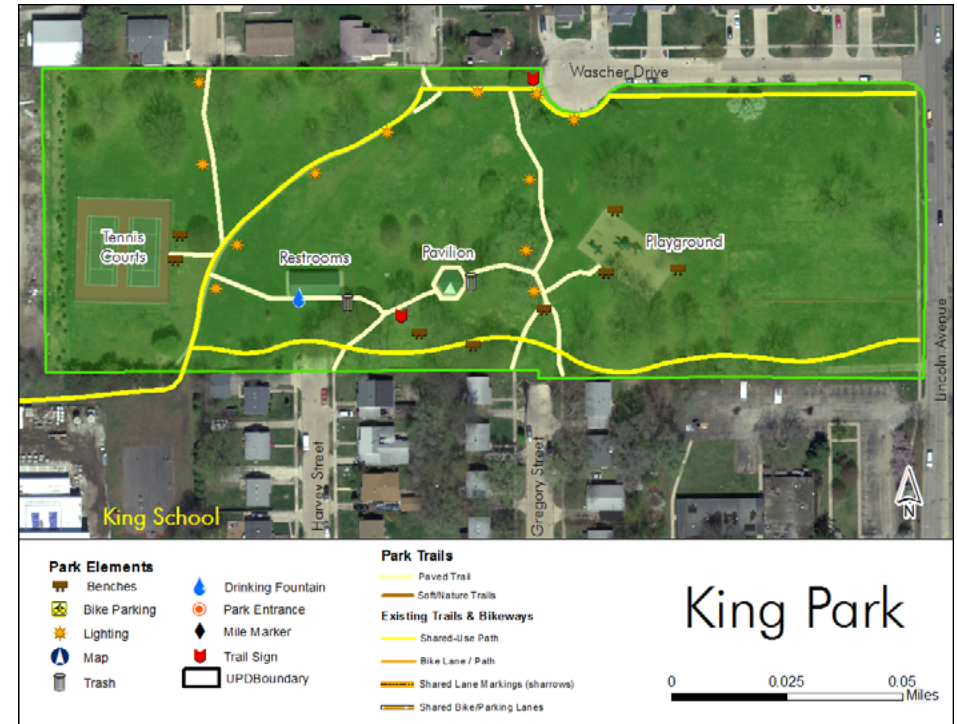 Wascher Drive
Tennis
Courts
Restrooms
Pavilion
Playground
Lincoln Avenue
Harvey Street
Gregory Street
King School
N
Park Elements
Benches
Bike Parking
Lighting
Map
Trash
Drinking Fountain
Park Entrance
Mile Marker
Trail Sign
UPDBoundary
Park Trails
Paved Trail
Soft/Nature Trails
Existing Trails & Bikeways
Shared-Use Path
Bike Lane / Path
Shared Lane Markings (sharrows)
Shared Bike/Parking Lanes
King Park
0 0.025 0.05
Miles